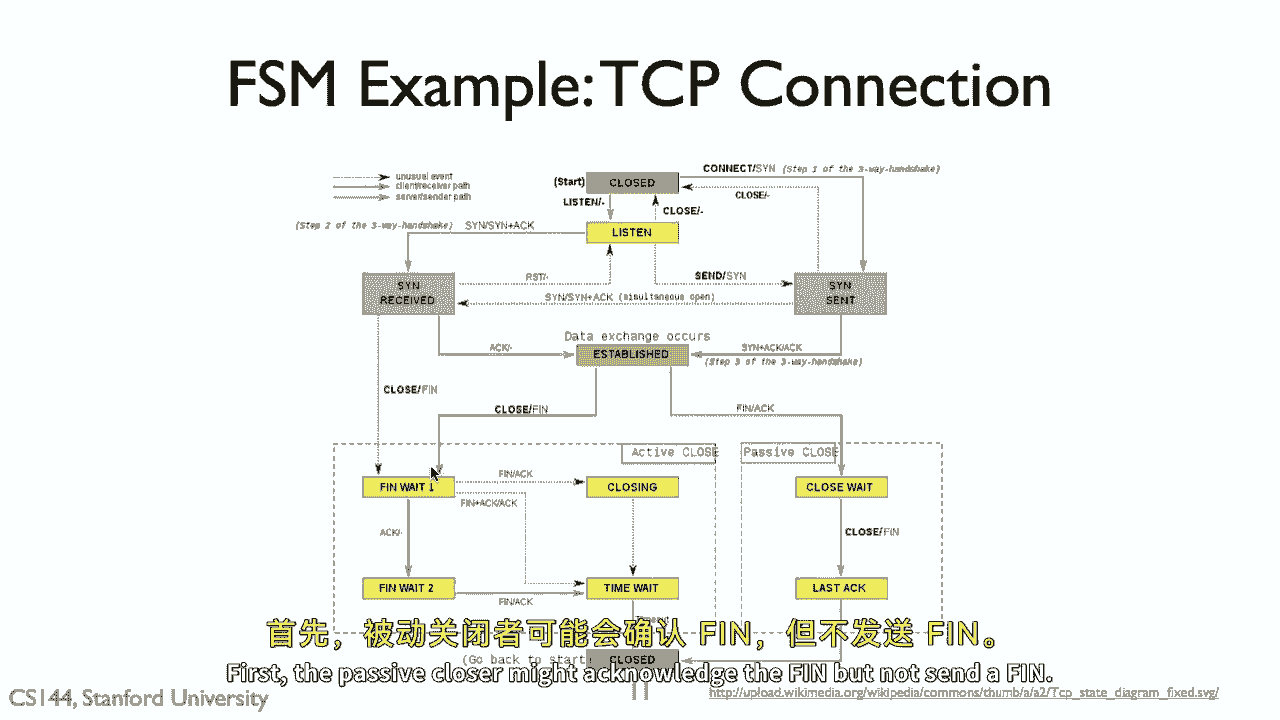 FSM Example: TCP Connection
CONNECT/SYN (Step 1 of the 3-way-handshake)
unusual event
client/receiver path
server/sender path
(Start)
CLOSED
CLOSE/-
LISTEN/-
CLOSE/-
(Step 2 of the 3-way-handshake)
SYN/SYN+ACK
LISTEN
RST/-
SEND/SYN
SYN
RECEIVED
SYN
SENT
SYN/SYN+ACK (simultaneous open)
Data exchange occurs
ACK/-
ESTABLISHED
SYN+ACK/ACK
(Step 3 of the 3-way-handshake)
CLOSE/FIN
CLOSE/FIN
FIN/ACK
Active CLOSE
Passive CLOSE
FIN WAIT 1
FIN/ACK
CLOSING
CLOSE WAIT
FIN+ACK/ACK
ACK/-
CLOSE/FIN
FIN WAIT 2
TIME WAIT
LAST ACK
FIN/ACK
首先，被动关闭者可能会确认 FIN，但不发送 FIN。
(Go back to start)
CLOSED
First, the passive closer might acknowledge the FIN but not send a FIN.
CS144, Stanford University
11
http://upload.wikimedia.org/wikipedia/commons/thumb/a/a2/Tcp_state_diagram_fixed.svg/